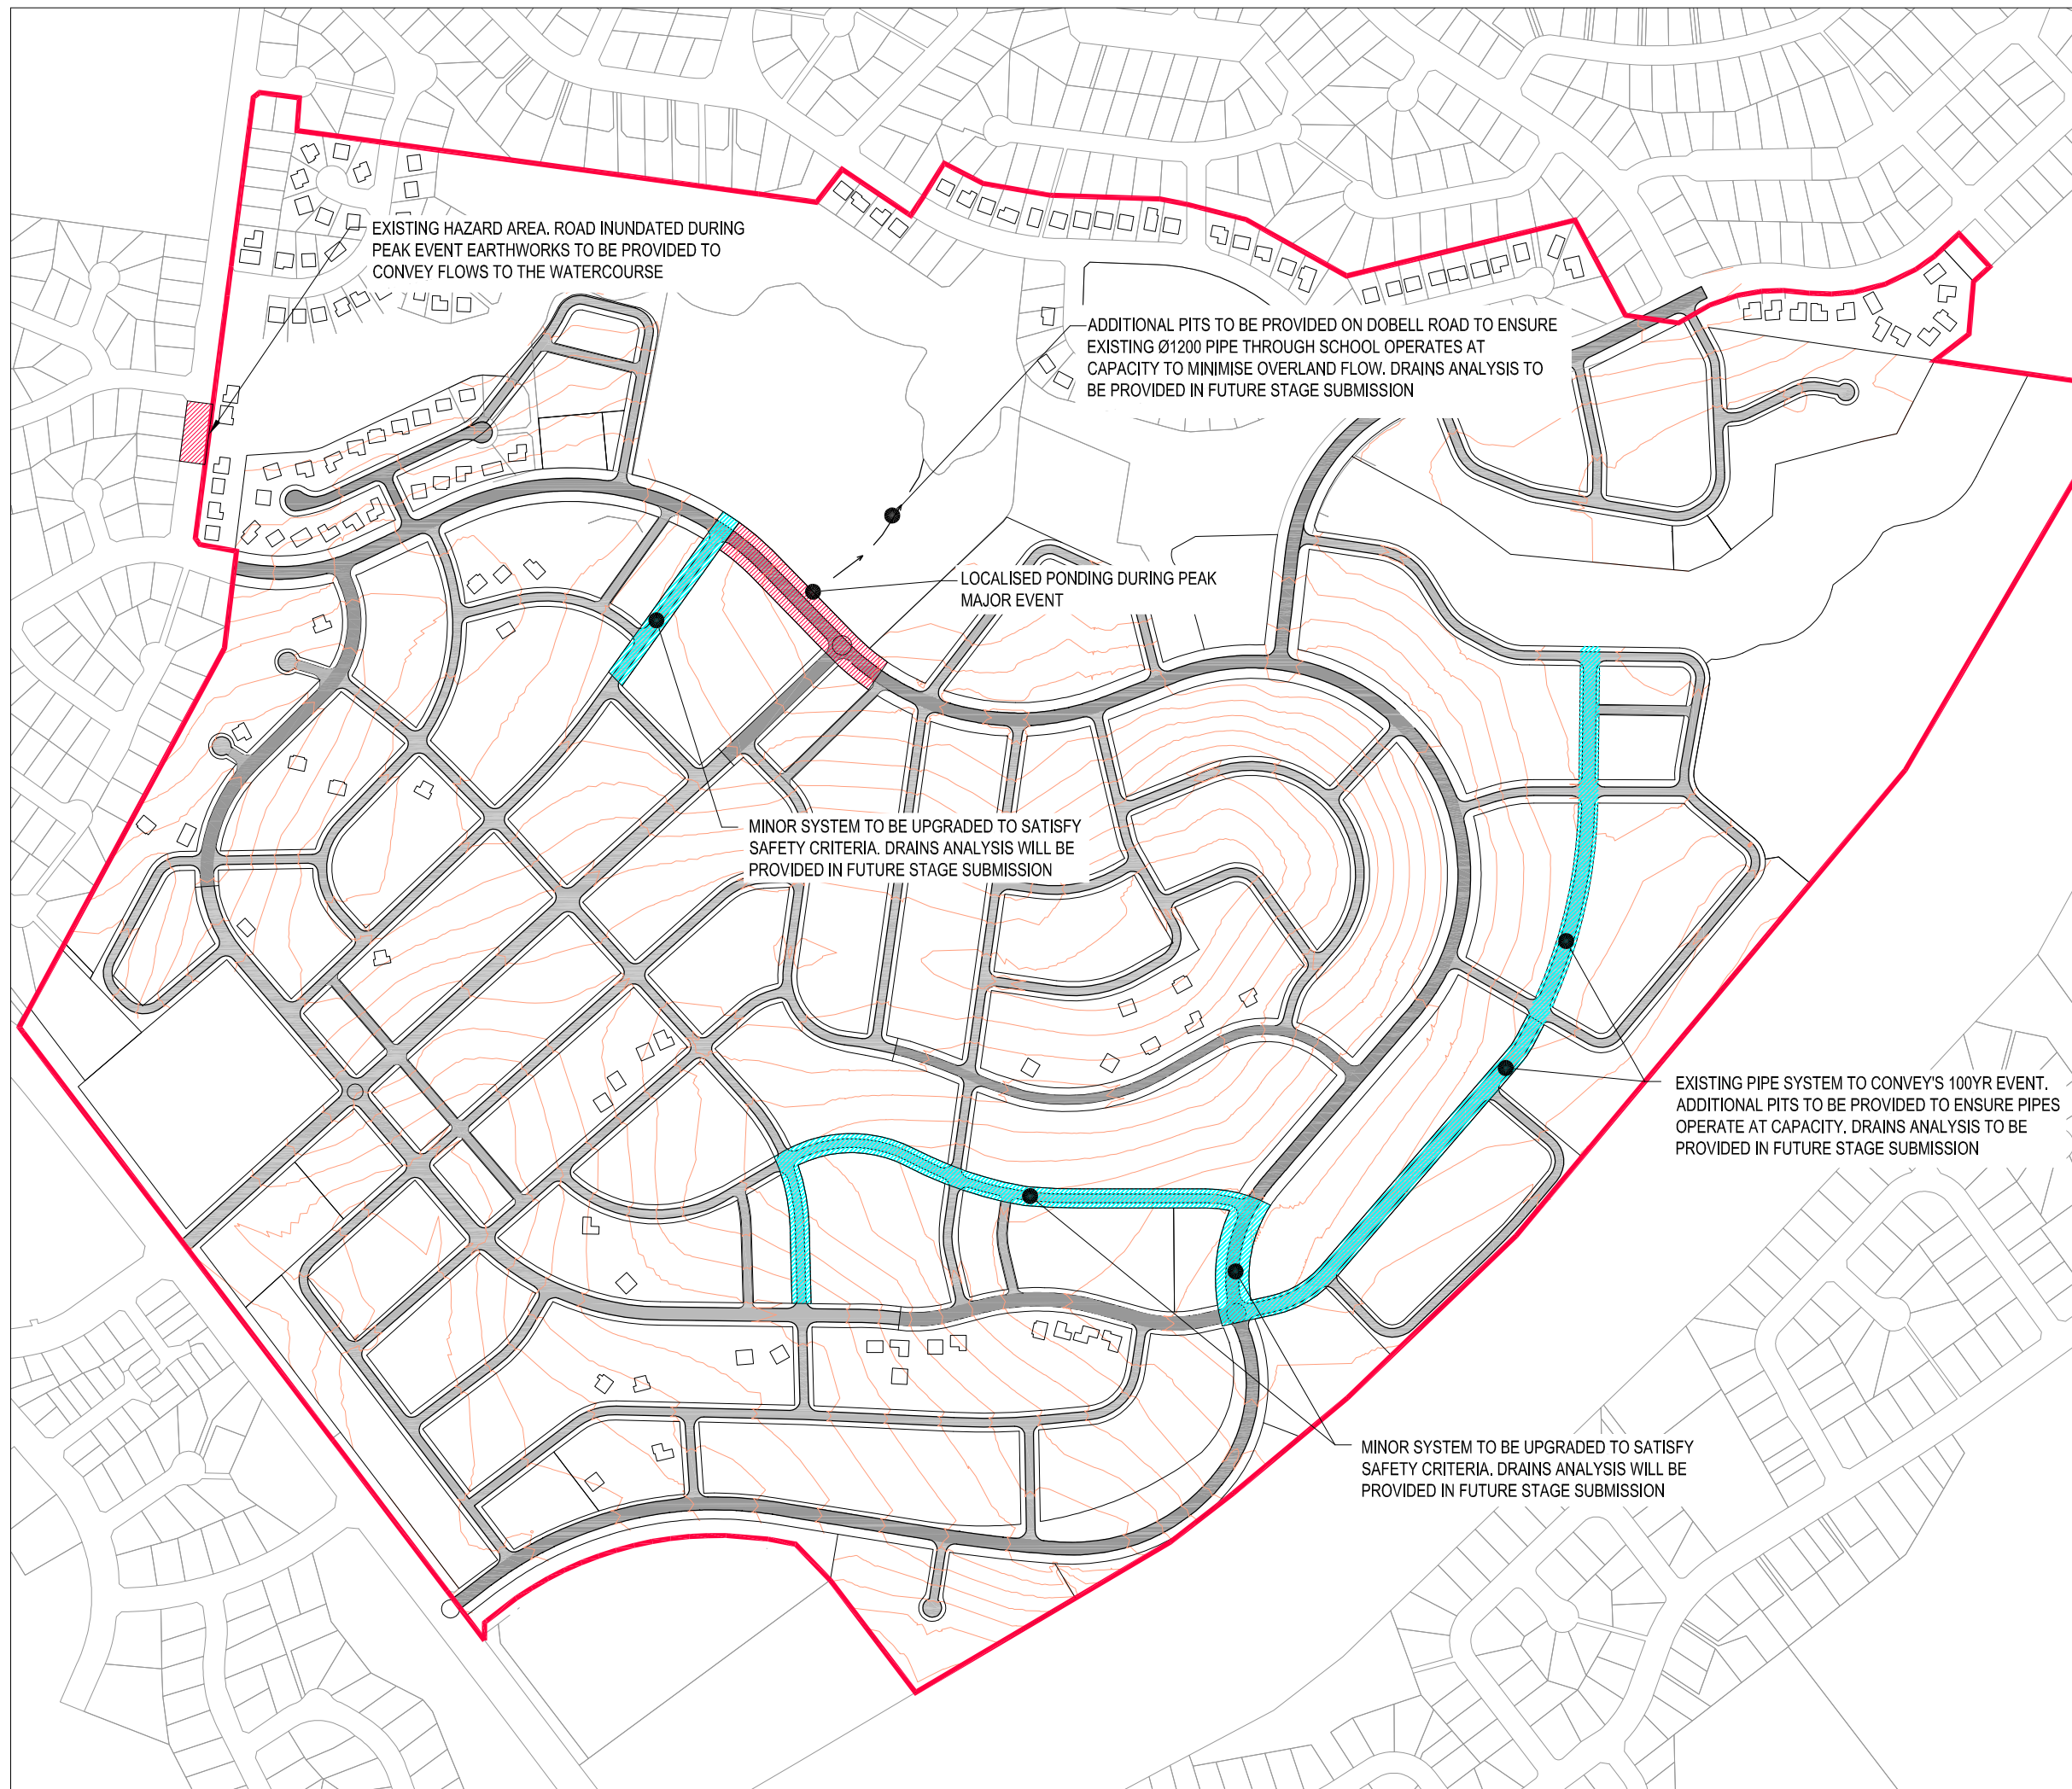 EXISTING HAZARD AREA. ROAD INUNDATED DURING
PEAK EVENT EARTHWORKS TO BE PROVIDED TO
CONVEY FLOWS TO THE WATERCOURSE
ADDITIONAL PITS TO BE PROVIDED ON DOBELL ROAD TO ENSURE
EXISTING Ø1200 PIPE THROUGH SCHOOL OPERATES AT
CAPACITY TO MINIMISE OVERLAND FLOW. DRAINS ANALYSIS TO
BE PROVIDED IN FUTURE STAGE SUBMISSION
LOCALISED PONDING DURING PEAK
MAJOR EVENT
MINOR SYSTEM TO BE UPGRADED TO SATISFY
SAFETY CRITERIA. DRAINS ANALYSIS WILL BE
PROVIDED IN FUTURE STAGE SUBMISSION
EXISTING PIPE SYSTEM TO CONVEY'S 100YR EVENT.
ADDITIONAL PITS TO BE PROVIDED TO ENSURE PIPES
OPERATE AT CAPACITY. DRAINS ANALYSIS TO BE
PROVIDED IN FUTURE STAGE SUBMISSION
MINOR SYSTEM TO BE UPGRADED TO SATISFY
SAFETY CRITERIA. DRAINS ANALYSIS WILL BE
PROVIDED IN FUTURE STAGE SUBMISSION